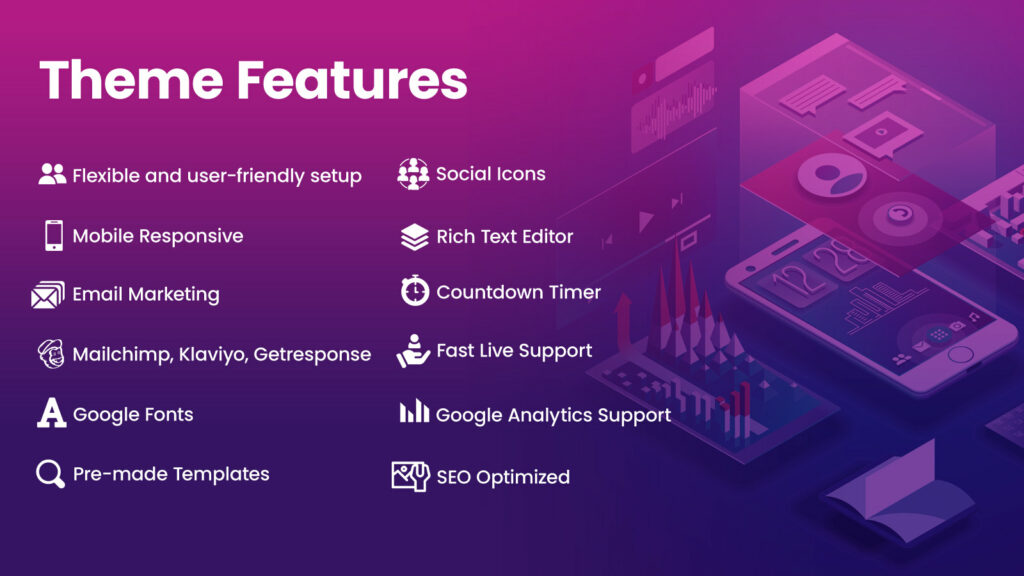 Theme Features
Flexible and user-friendly setup
Mobile Responsive
Email Marketing
Mailchimp, Klaviyo, Getresponse
Google Fonts
Pre-made Templates
Social Icons
Rich Text Editor
Countdown Timer
Fast Live Support
Google Analytics Support
SEO Optimized
12 28